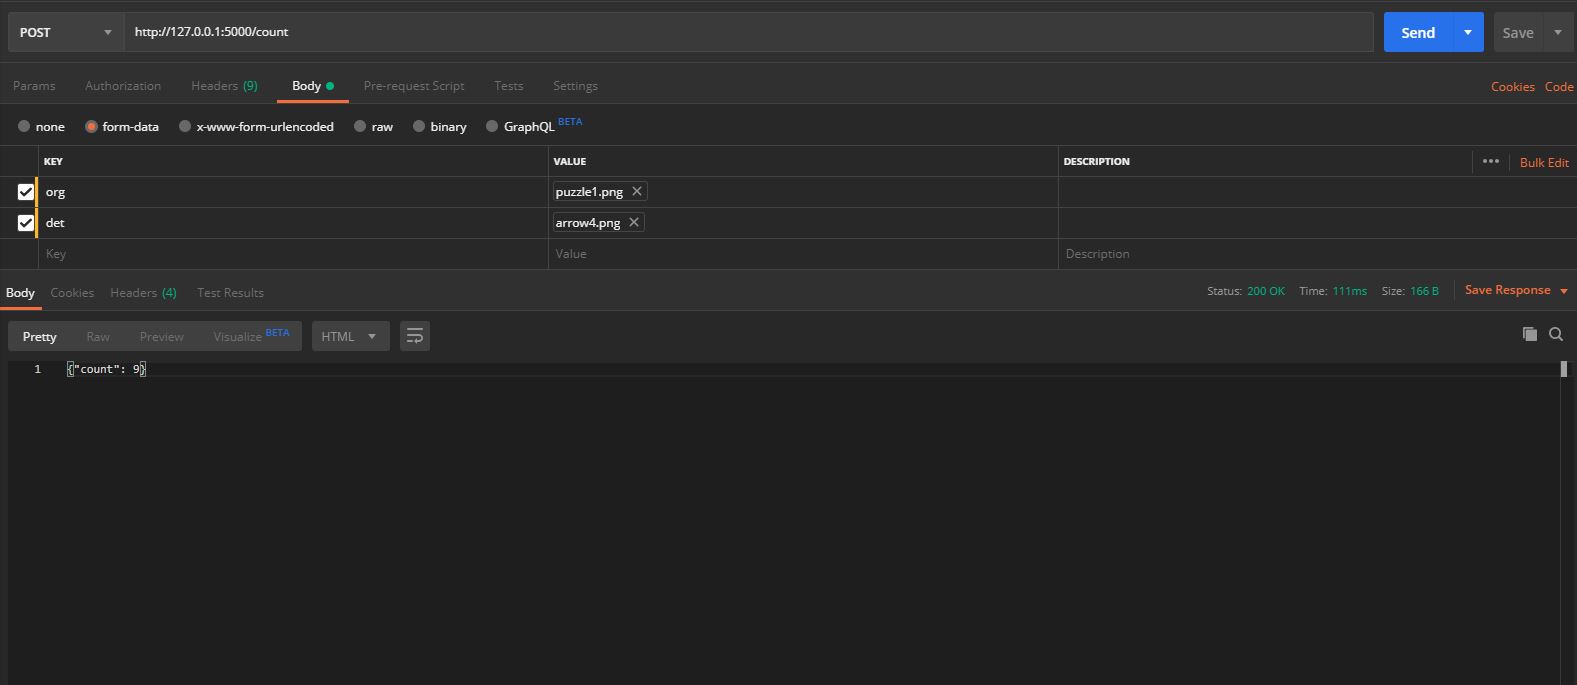 POST http://127.0.0.1:5000/count Send Save
Params Authorization Headers (9) Body Pre-request Script Tests Settings Cookies Code
none form-data x-www-form-urlencoded raw binary GraphQL BETA
KEY VALUE DESCRIPTION ••• Bulk Edit
org puzzle1.png
det arrow4.png
Key Value Description
Body Cookies Headers (4) Test Results Status: 200 OK Time: 111ms Size: 166 B Save Response
Pretty Raw Preview Visualize BETA HTML
1 {"count": 9}